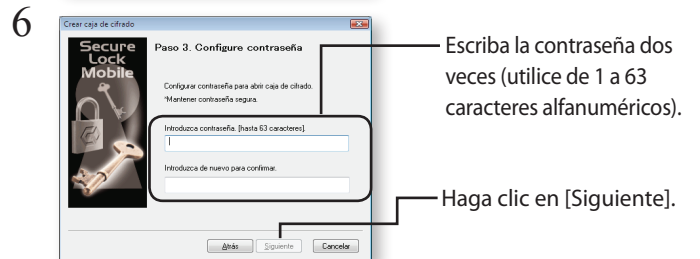 6
Crear caja de cifrado
Secure
Lock
Mobile
Paso 3. Configure contraseña
Configurar contraseña para abrir caja de cifrado.
*Mantener contraseña segura.
Introduzca contraseña. [hasta 63 caracteres].
Introduzca de nuevo para confirmar.
Atrás
Siguiente
Cancelar
Escriba la contraseña dos
veces (utilice de 1 a 63
caracteres alfanuméricos).
Haga clic en [Siguiente].